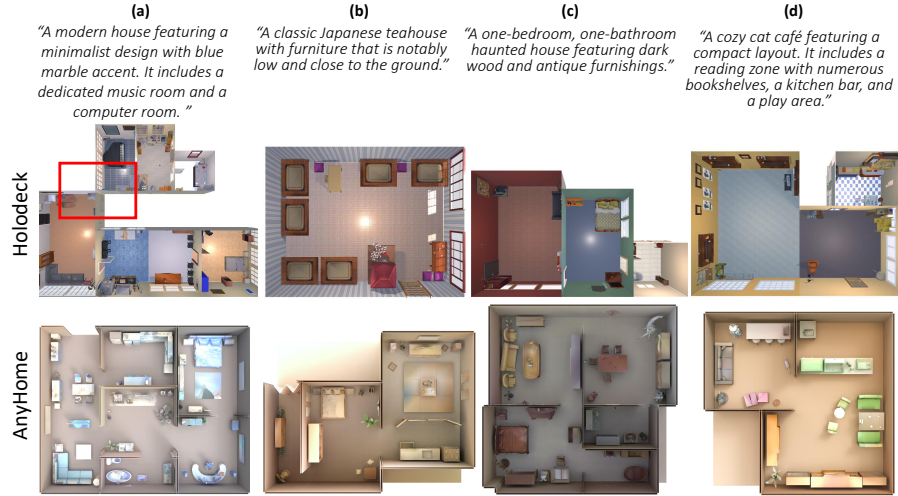 (a)
“A modern house featuring a
minimalist design with blue
marble accent. It includes a
dedicated music room and a
computer room. ”
(b)
“A classic Japanese teahouse
with furniture that is notably
low and close to the ground.”
(c)
“A one-bedroom, one-bathroom
haunted house featuring dark
wood and antique furnishings.”
(d)
“A cozy cat café featuring a
compact layout. It includes a
reading zone with numerous
bookshelves, a kitchen bar, and
a play area.”
Holodeck
AnyHome